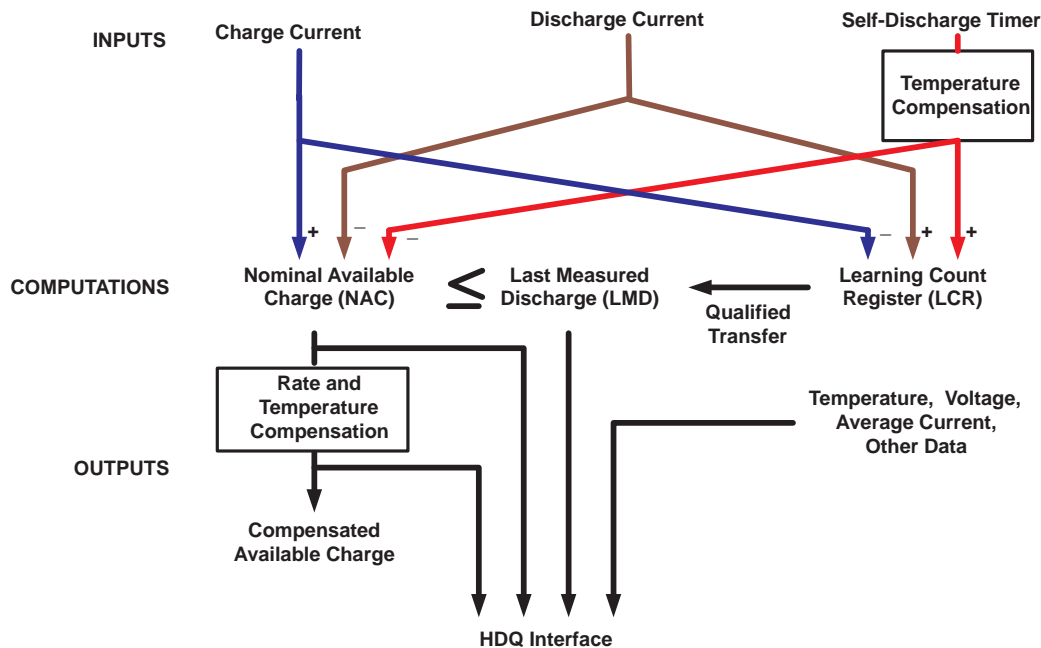 INPUTS
Charge Current
Discharge Current
Self-Discharge Timer
Temperature
Compensation
+
–
–
–
+
+
COMPUTATIONS
Nominal Available
Charge (NAC)
≤
Last Measured
Discharge (LMD)
Qualified
Transfer
Learning Count
Register (LCR)
Rate and
Temperature
Compensation
Temperature, Voltage,
Average Current,
Other Data
OUTPUTS
Compensated
Available Charge
HDQ Interface